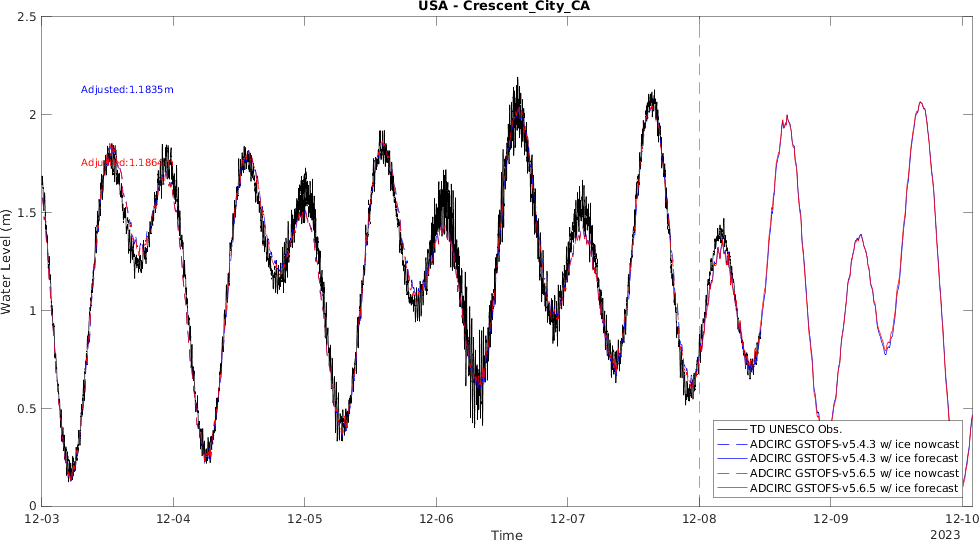 USA - Crescent_City_CA
2.5
Adjusted:1.1835m
2
Adjusted:1.1864m
1.5
Water Level (m)
1
0.5
TD UNESCO Obs.
ADCIRC GSTOFS-v5.4.3 w/ ice nowcast
ADCIRC GSTOFS-v5.4.3 w/ ice forecast
ADCIRC GSTOFS-v5.6.5 w/ ice nowcast
ADCIRC GSTOFS-v5.6.5 w/ ice forecast
0
12-03 12-04 12-05 12-06 12-07 12-08 12-09 12-10
Time
2023